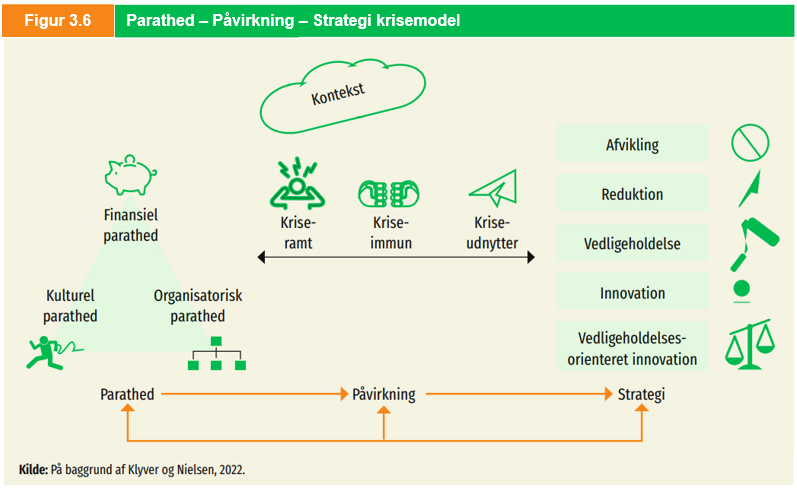 Figur 3.6
Parathed – Påvirkning – Strategi krisemodel
Kontekst
Finansiel
parathed
Kulturel
parathed
Organisatorisk
parathed
Krise-
ramt
Krise-
immun
Krise-
udnytter
Afvikling
Reduktion
Vedligeholdelse
Innovation
Vedligeholdelses-
orienteret innovation
Parathed
Påvirkning
Strategi
Kilde: På baggrund af Klyver og Nielsen, 2022.